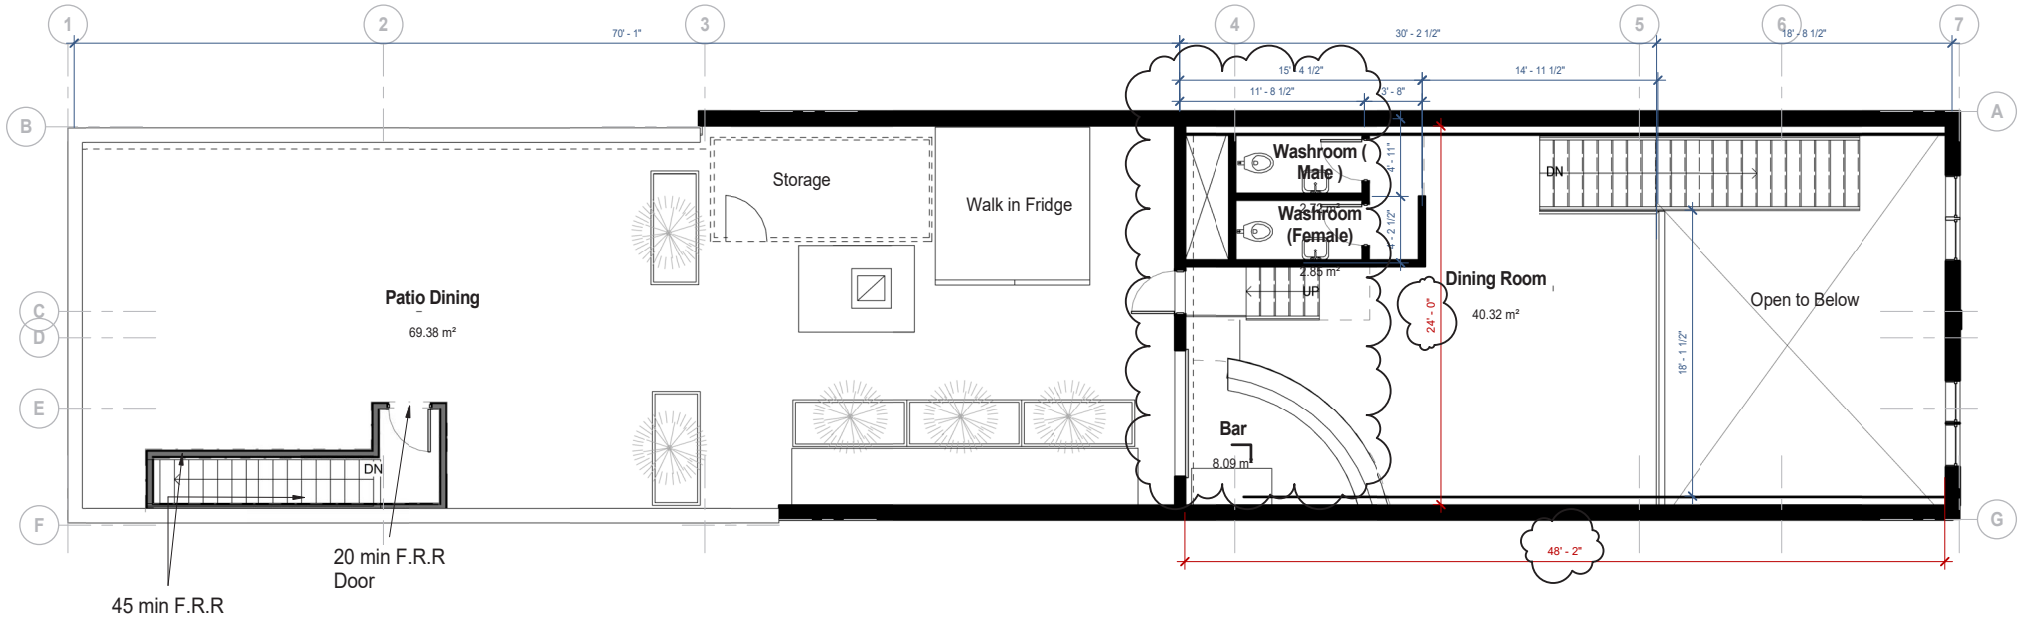 1
2
3
4
5
6
7
70' - 1"
30' - 2 1/2"
18' - 8 1/2"
15' - 4 1/2"
14' - 11 1/2"
11' - 8 1/2"
3' - 8"
B
A
Washroom (
Male )
4' - 11"
2.72 m²
Storage
DN
Walk in Fridge
Washroom
(Female)
4' - 2 1/2"
2.85 m²
UP
Dining Room
40.32 m²
24' - 0"
Open to Below
18' - 1 1/2"
Patio Dining
69.38 m²
C
D
E
Bar
8.09 m²
DN
F
G
20 min F.R.R
Door
48' - 2"
45 min F.R.R